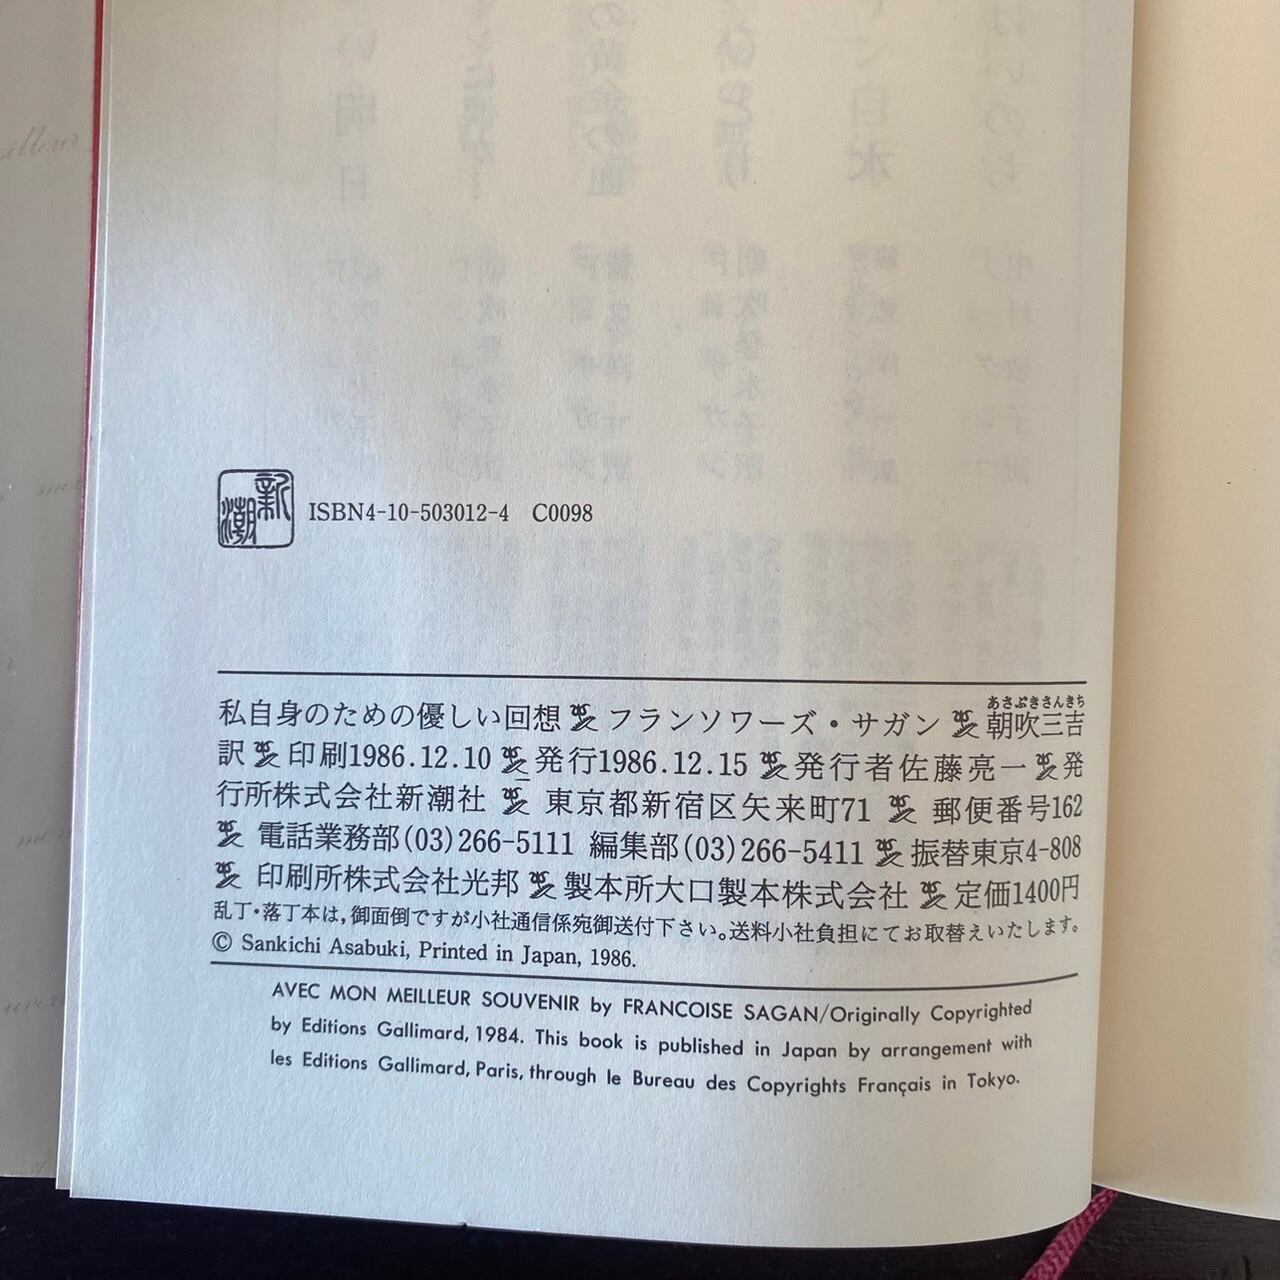 新潮
ISBN4-10-503012-4 C0098
あさぶきさんきち
私自身のための優しい回想 フランソワーズ・サガン 朝吹三吉
訳 印刷1986.12.10 発行1986.12.15 発行者佐藤亮一 発
行所株式会社新潮社 東京都新宿区矢来町71 郵便番号162
電話業務部(03)266-5111 編集部(03)266-5411 振替東京4-808
印刷所株式会社光邦 製本所大口製本株式会社 定価1400円
乱丁・落丁本は,御面倒ですが小社通信係宛御送付下さい。送料小社負担にてお取替えいたします。
© Sankichi Asabuki, Printed in Japan, 1986.
AVEC MON MEILLEUR SOUVENIR by FRANCOISE SAGAN/Originally Copyrighted
by Editions Gallimard, 1984. This book is published in Japan by arrangement with
les Editions Gallimard, Paris, through le Bureau des Copyrights Français in Tokyo.